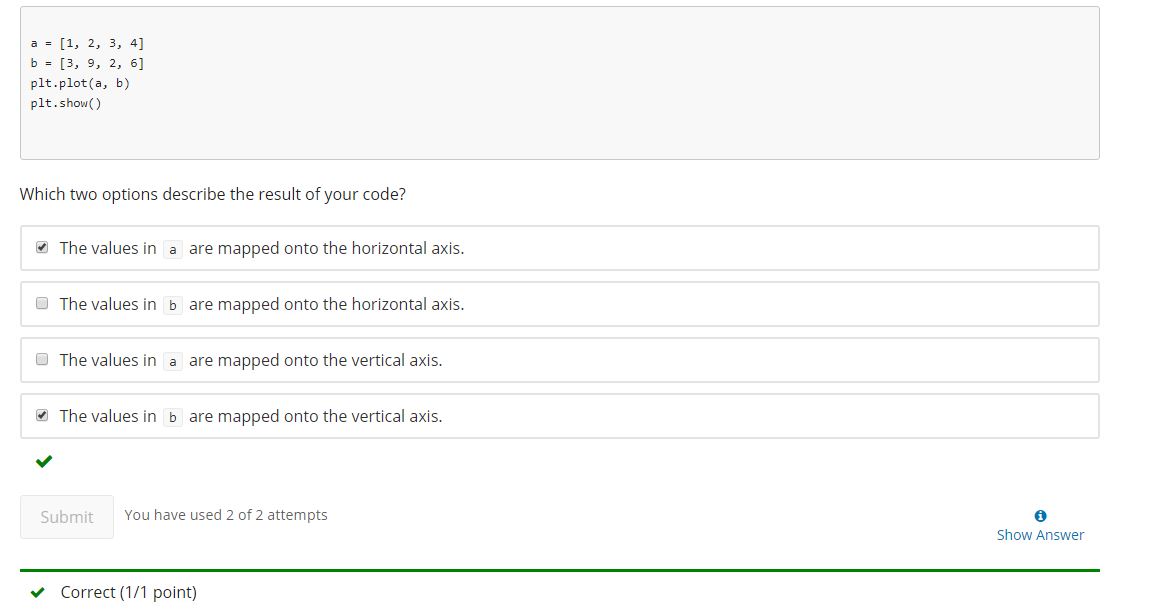 a = [1, 2, 3, 4]
b = [3, 9, 2, 6]
plt.plot(a, b)
plt.show()
Which two options describe the result of your code?
The values in a are mapped onto the horizontal axis.
The values in b are mapped onto the horizontal axis.
The values in a are mapped onto the vertical axis.
The values in b are mapped onto the vertical axis.
Submit You have used 2 of 2 attempts
Show Answer
Correct (1/1 point)